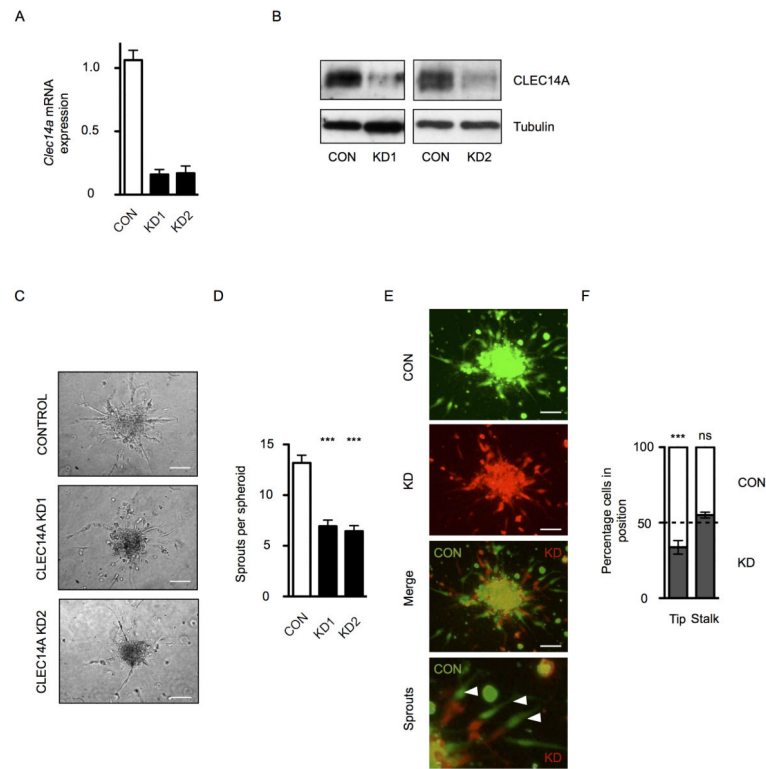 A
Clec14a mRNA
expression
1.0
0.5
0
CON
KD1
KD2
B
CLEC14A
Tubulin
CON KD1 CON KD2
C
CONTROL
CLEC14A KD1
CLEC14A KD2
D
Sprouts per spheroid
15
10
5
0
*** ***
CON
KD1
KD2
E
CON
KD
Merge
CON KD
Sprouts
CON
KD
F
Percentage cells in
position
100
50
0
*** ns
CON
KD
Tip Stalk